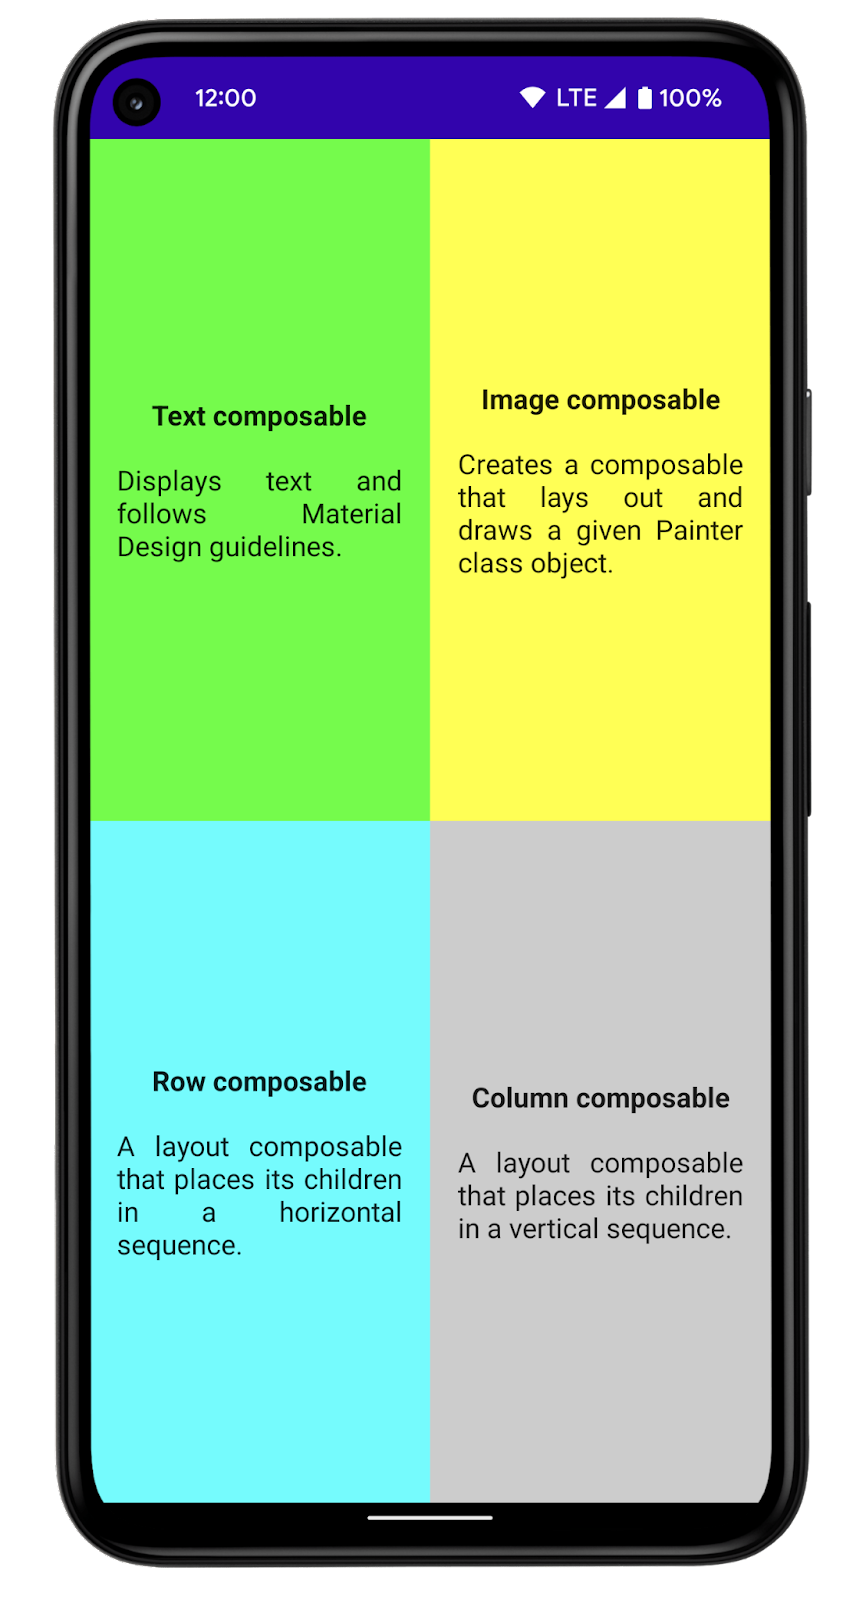 12:00 LTE 100%
Text composable
Displays text and
follows Material
Design guidelines.
Image composable
Creates a composable
that lays out and
draws a given Painter
class object.
Row composable
A layout composable
that places its children
in a horizontal
sequence.
Column composable
A layout composable
that places its children
in a vertical sequence.